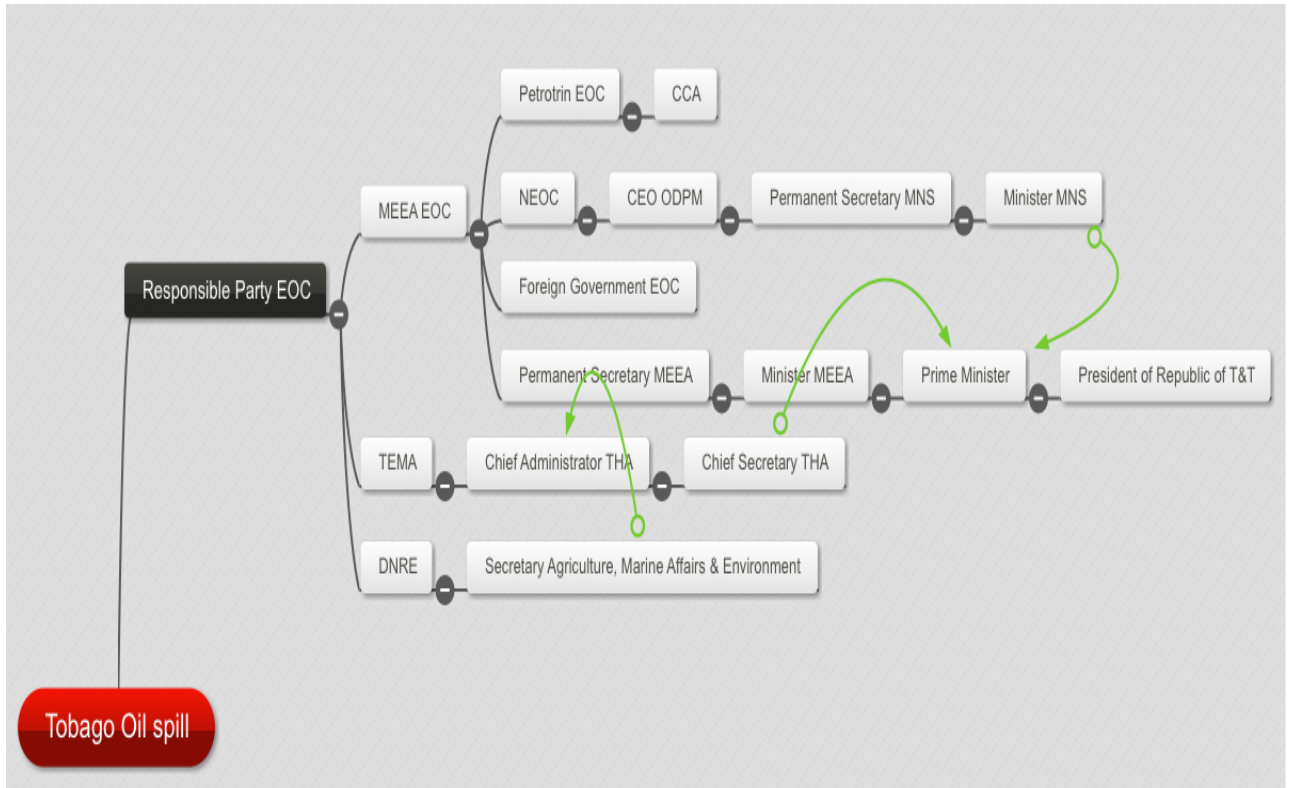 Petrotrin EOC
CCA
MEEA EOC
NEOC
CEO ODPM
Permanent Secretary MNS
Minister MNS
Responsible Party EOC
Foreign Government EOC
Permanent Secretary MEEA
Minister MEEA
Prime Minister
President of Republic of T&T
TEMA
Chief Administrator THA
Chief Secretary THA
DNRE
Secretary Agriculture, Marine Affairs & Environment
Tobago Oil spill